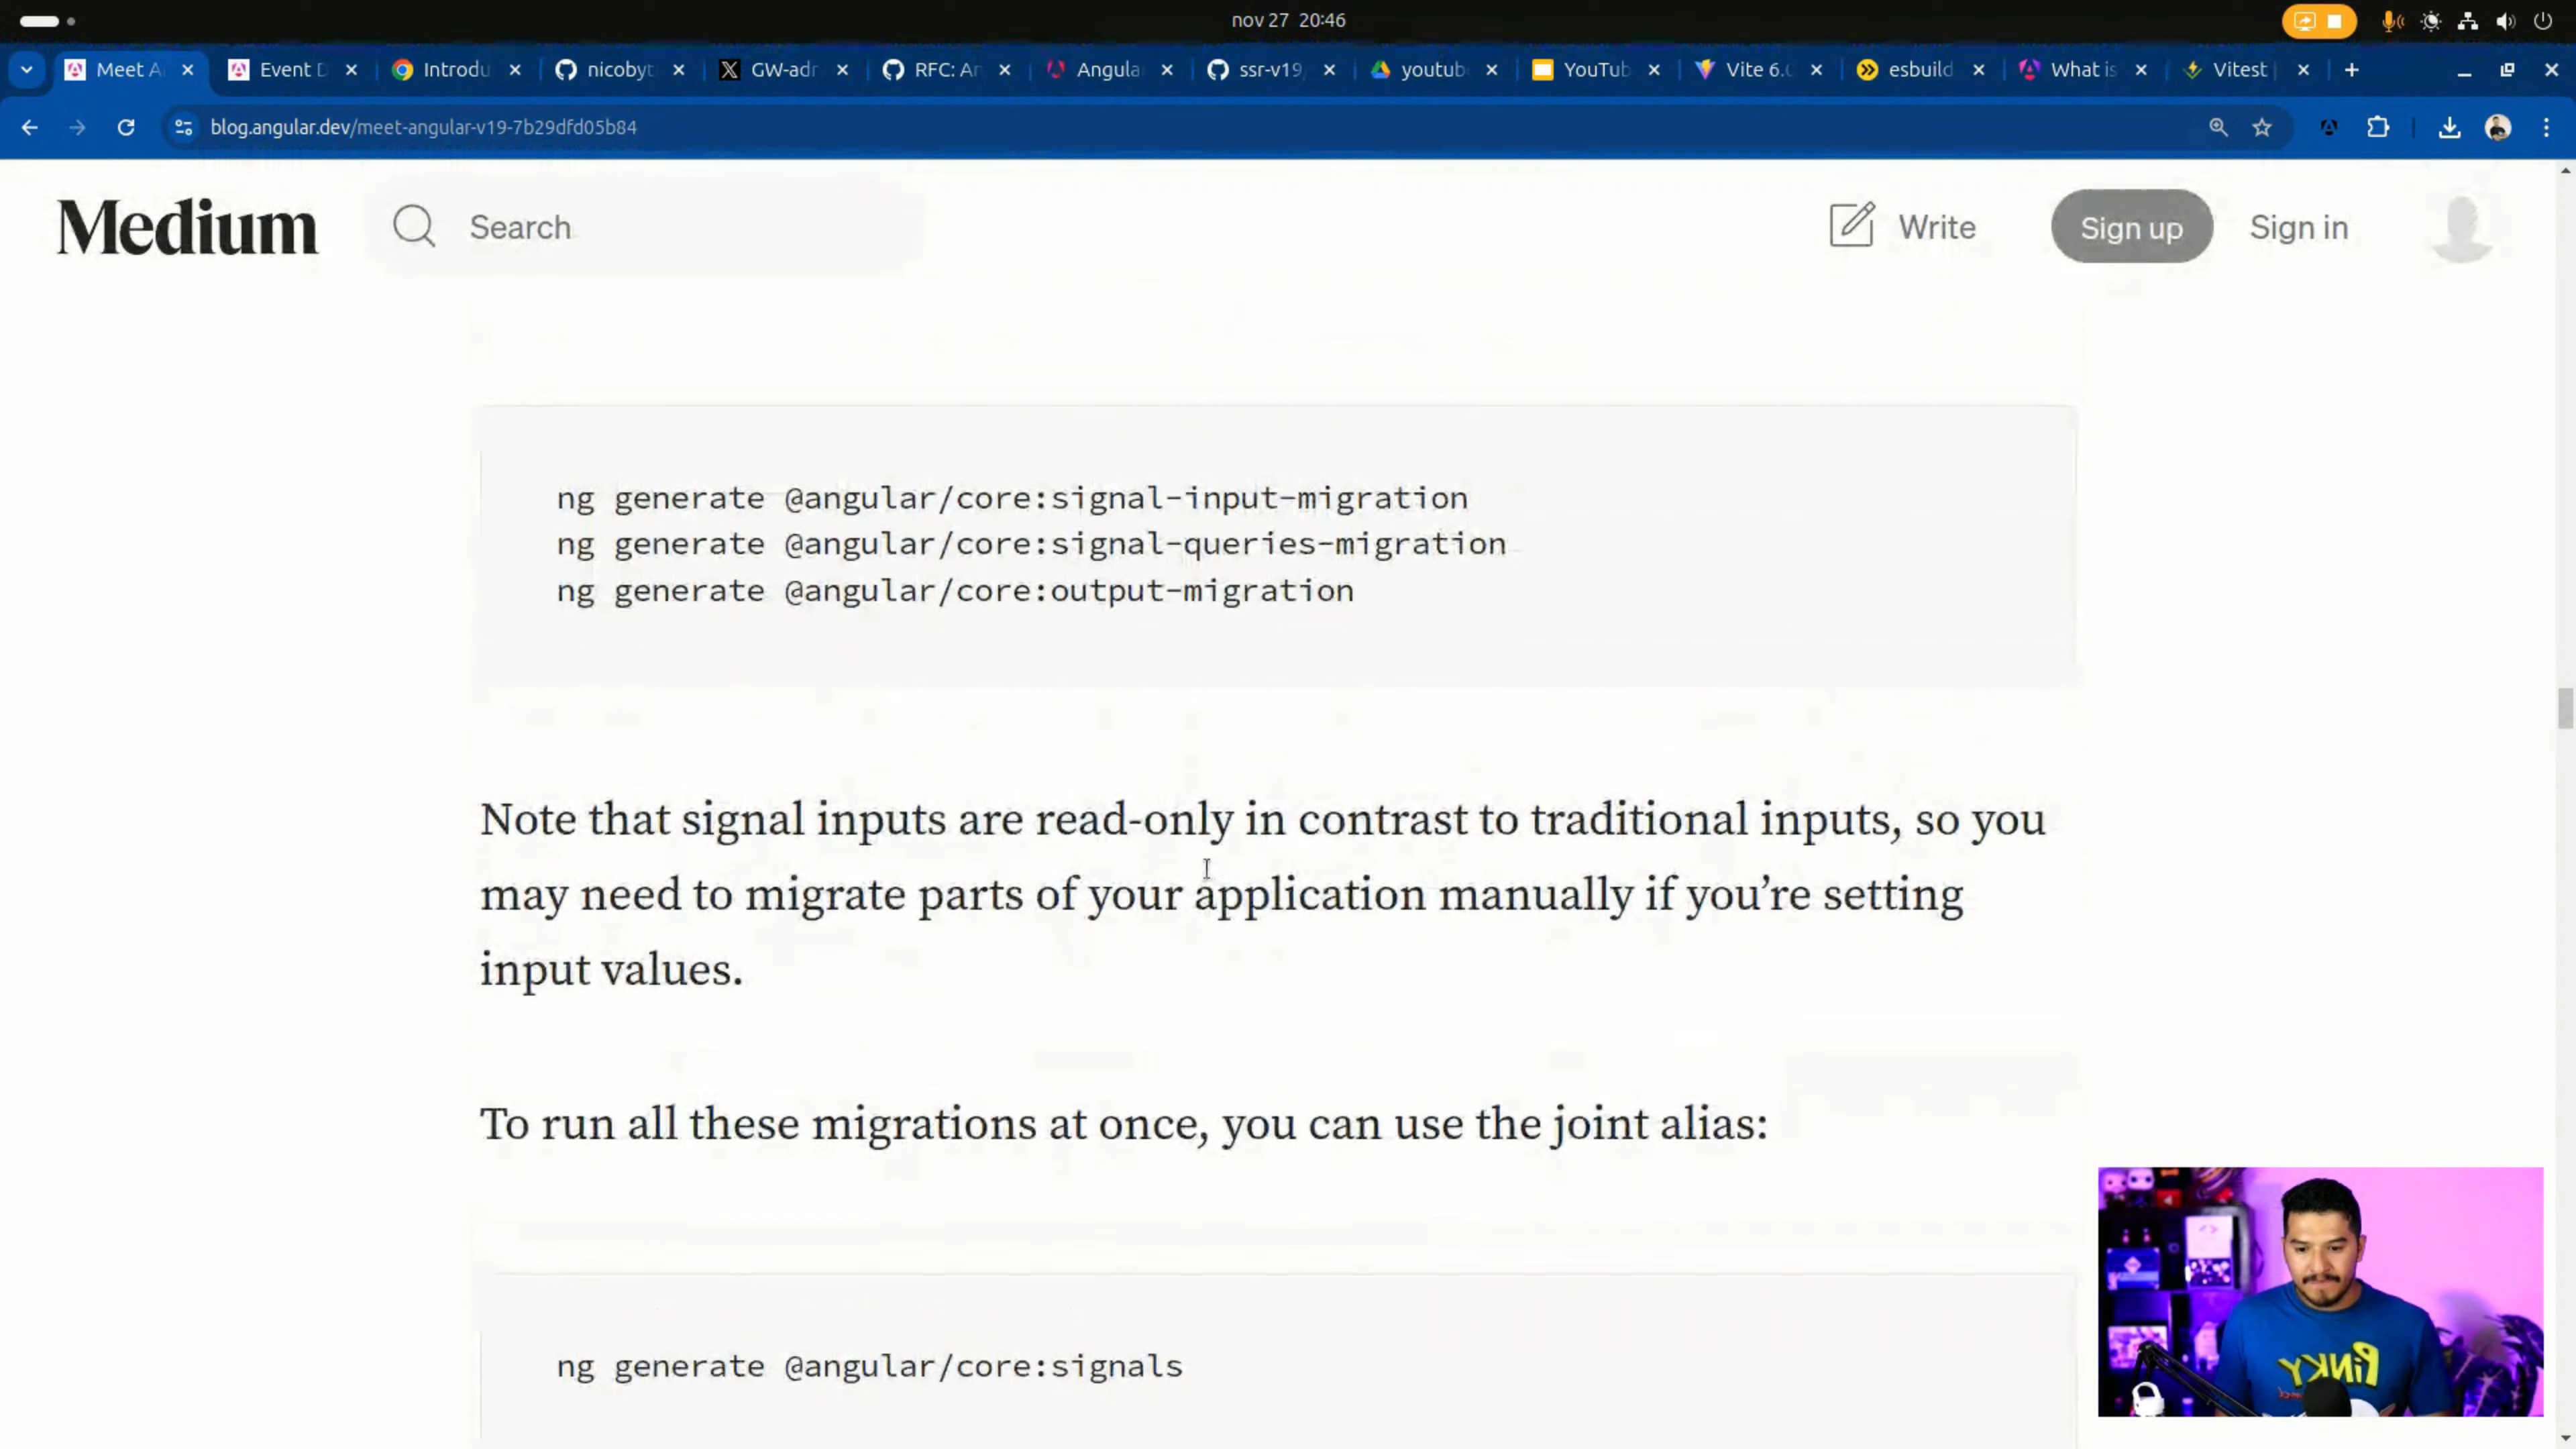 nov 27 20:46
Meet A
Event D
Introdu
nicobyt
GW-adr
RFC: An
Angula
ssr-v19
youtub
YouTub
Vite 6.0
esbuild
What is
Vitest
blog.angular.dev/meet-angular-v19-7b29dfd05b84
Medium
Search
Write
Sign up
Sign in
ng generate @angular/core:signal-input-migration
ng generate @angular/core:signal-queries-migration
ng generate @angular/core:output-migration
Note that signal inputs are read-only in contrast to traditional inputs, so you
may need to migrate parts of your application manually if you’re setting
input values.
To run all these migrations at once, you can use the joint alias:
ng generate @angular/core:signals
PiNKY